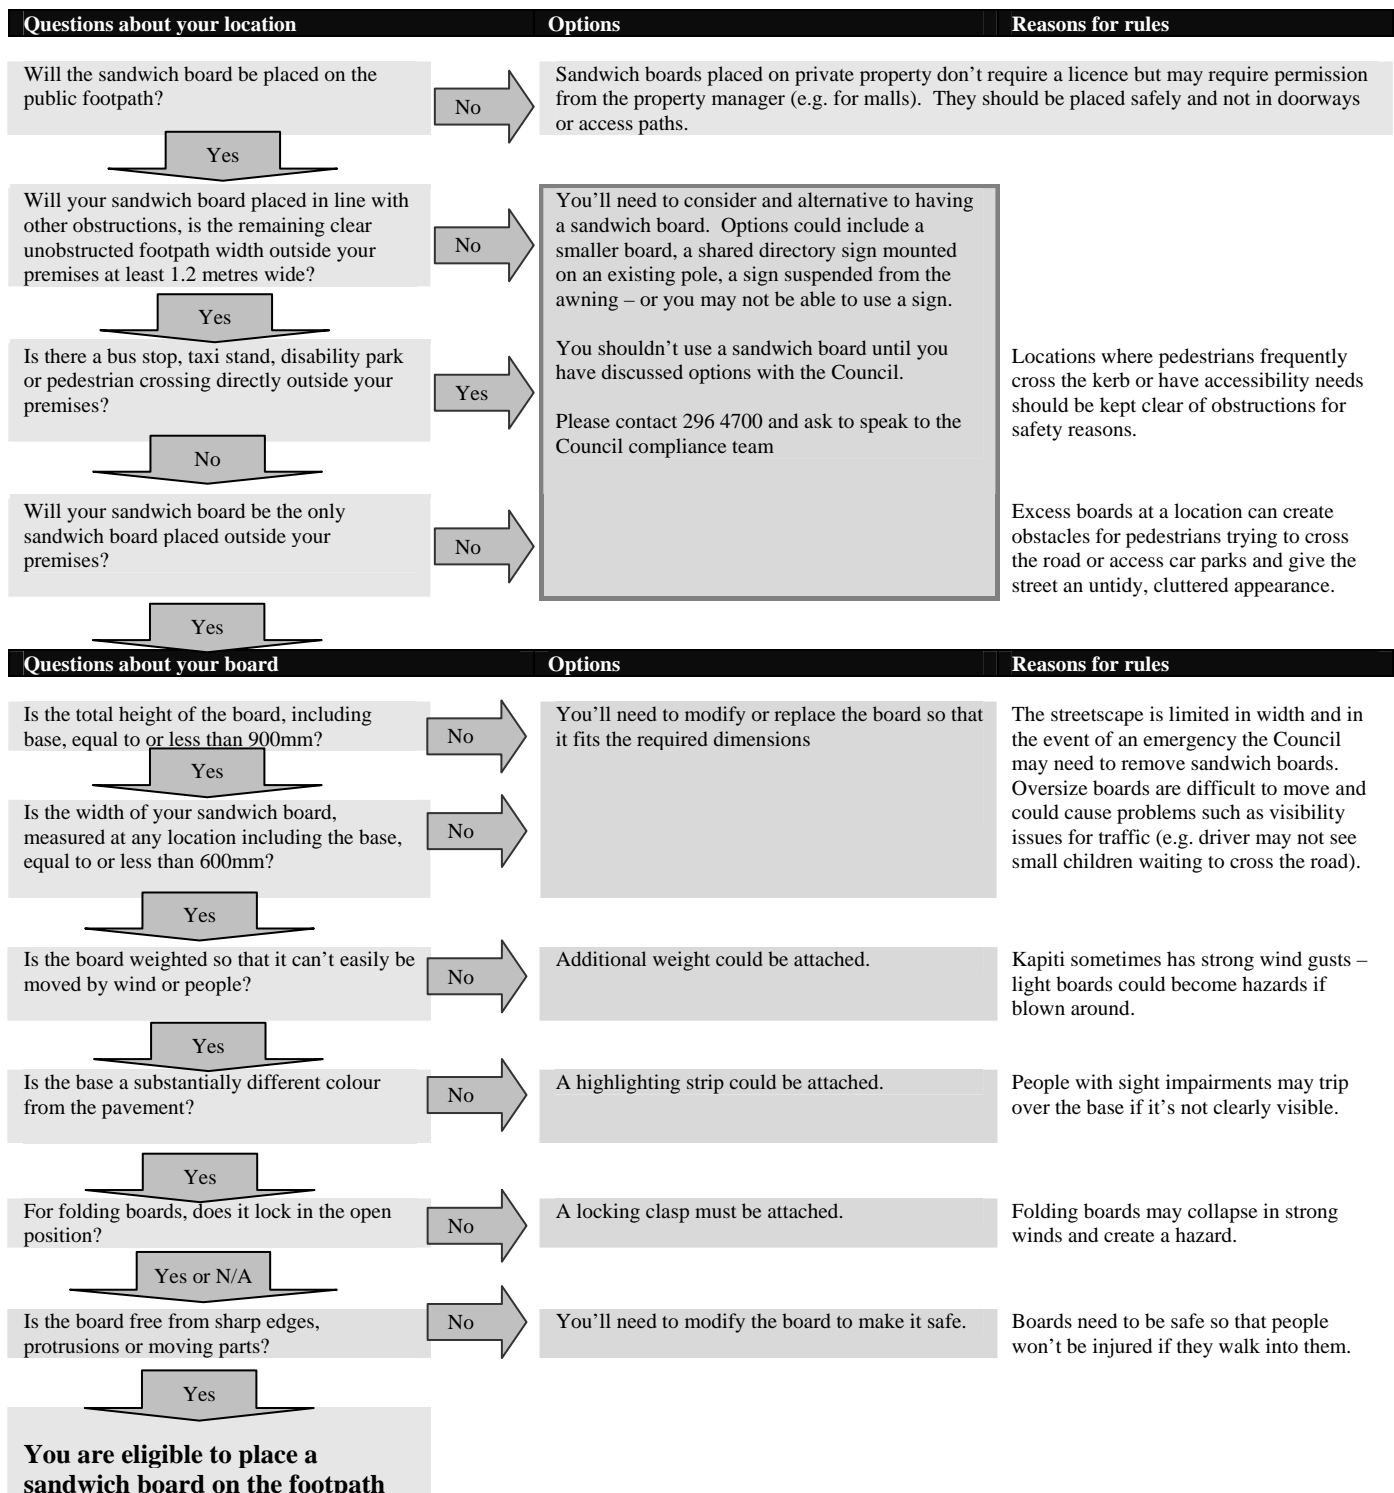 Questions about your location Options Reasons for rules
Will the sandwich board be placed on the
public footpath?
No
Sandwich boards placed on private property don't require a licence but may require permission
from the property manager (e.g. for malls). They should be placed safely and not in doorways
or access paths.
Yes
Will your sandwich board placed in line with
other obstructions, is the remaining clear
unobstructed footpath width outside your
premises at least 1.2 metres wide?
No
You'll need to consider and alternative to having
a sandwich board. Options could include a
smaller board, a shared directory sign mounted
on an existing pole, a sign suspended from the
awning – or you may not be able to use a sign.
You shouldn't use a sandwich board until you
have discussed options with the Council.
Please contact 296 4700 and ask to speak to the
Council compliance team
Yes
Is there a bus stop, taxi stand, disability park
or pedestrian crossing directly outside your
premises?
Yes
Locations where pedestrians frequently
cross the kerb or have accessibility needs
should be kept clear of obstructions for
safety reasons.
No
Will your sandwich board be the only
sandwich board placed outside your
premises?
No
Excess boards at a location can create
obstacles for pedestrians trying to cross
the road or access car parks and give the
street an untidy, cluttered appearance.
Yes
Questions about your board Options Reasons for rules
Is the total height of the board, including
base, equal to or less than 900mm?
No
You'll need to modify or replace the board so that
it fits the required dimensions
The streetscape is limited in width and in
the event of an emergency the Council
may need to remove sandwich boards.
Oversize boards are difficult to move and
could cause problems such as visibility
issues for traffic (e.g. driver may not see
small children waiting to cross the road).
Yes
Is the width of your sandwich board,
measured at any location including the base,
equal to or less than 600mm?
No
Yes
Is the board weighted so that it can't easily be
moved by wind or people?
No
Additional weight could be attached.
Kapiti sometimes has strong wind gusts –
light boards could become hazards if
blown around.
Yes
Is the base a substantially different colour
from the pavement?
No
A highlighting strip could be attached.
People with sight impairments may trip
over the base if it's not clearly visible.
Yes
For folding boards, does it lock in the open
position?
No
A locking clasp must be attached.
Folding boards may collapse in strong
winds and create a hazard.
Yes or N/A
Is the board free from sharp edges,
protrusions or moving parts?
No
You'll need to modify the board to make it safe.
Boards need to be safe so that people
won't be injured if they walk into them.
Yes
You are eligible to place a
sandwich board on the footpath